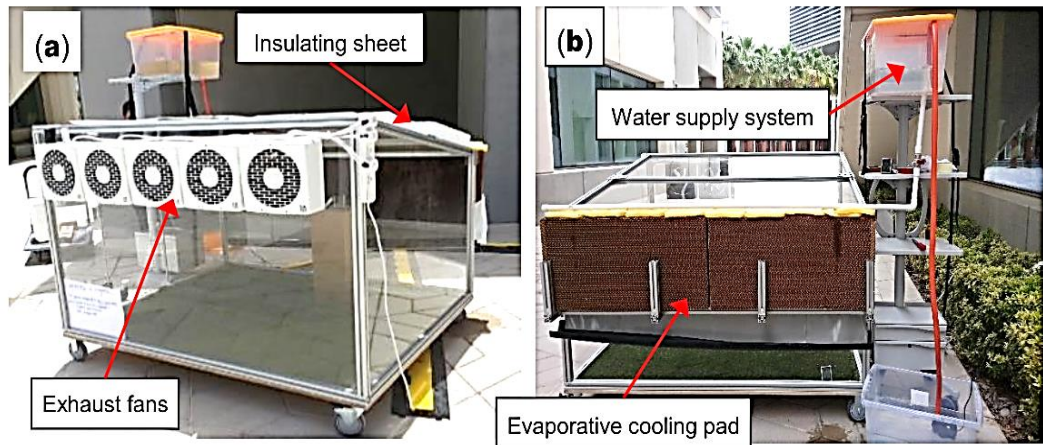 (a)
Insulating sheet
Exhaust fans
(b)
Water supply system
Evaporative cooling pad